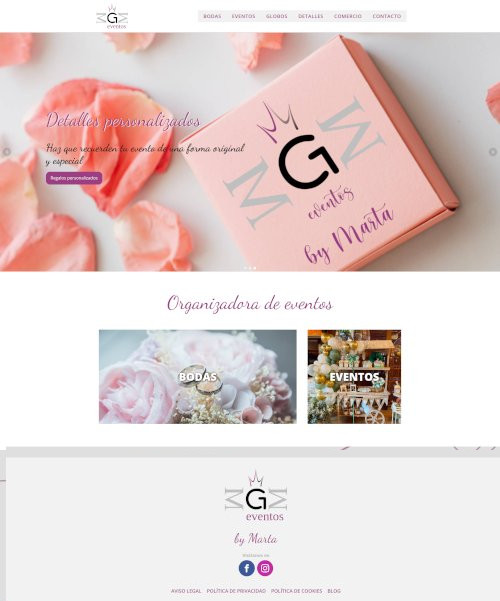 MGM
eventos
BODAS EVENTOS GLOBOS DETALLES COMERCIO CONTACTO
Detalles personalizados
Haz que recuerden tu evento de una forma original
y especial
Regalos personalizados
M G M
eventos
by Marta
Organizadora de eventos
BODAS
EVENTOS
MGM
eventos
by Marta
AVISO LEGAL POLÍTICA DE PRIVACIDAD POLÍTICA DE COOKIES BLOG